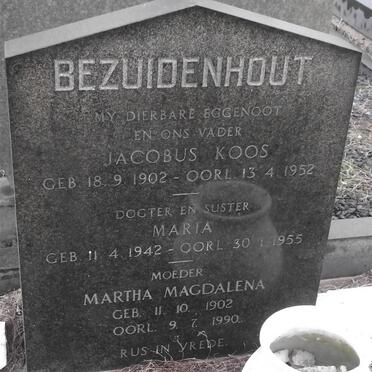 BEZUIDENHOUT
MY DIERBARE EGGENOOT
EN ONS VADER
JACOBUS KOOS
GEB. 18.9.1902 - OORL. 13.4.1952
DOGTER EN SUSTER
MARIA
GEB. 11.4.1942 - OORL. 30.1.1955
MOEDER
MARTHA MAGDALENA
GEB. 11. 10. 1902
OORL. 9. 7. 1990
RUS IN VREDE.